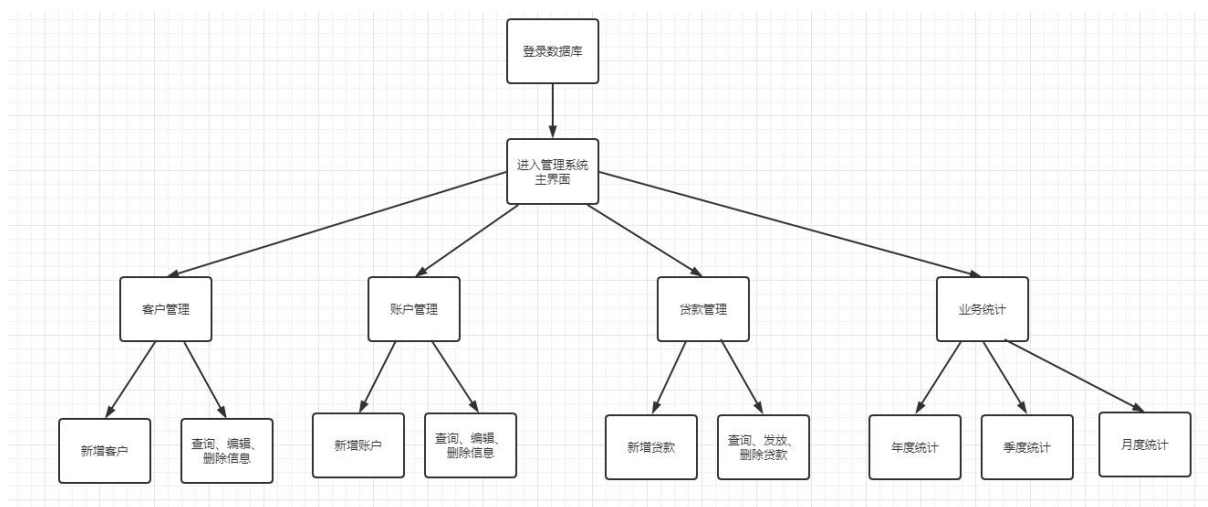 登录数据库
进入管理系统
主界面
客户管理
账户管理
贷款管理
业务统计
新增客户
查询、编辑、
删除信息
新增账户
查询、编辑、
删除信息
新增贷款
查询、发放、
删除贷款
年度统计
季度统计
月度统计